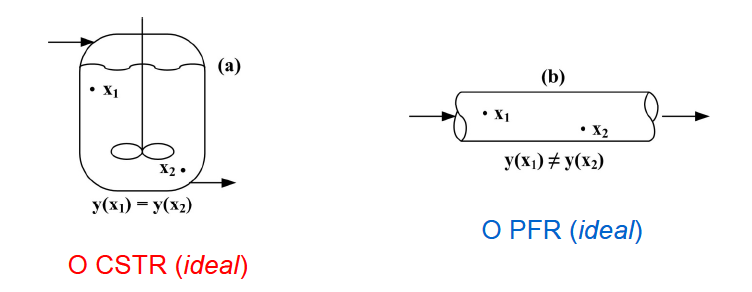 (a)
• x₁
x₂ •
y(x₁) = y(x₂)
O CSTR (ideal)
(b)
• x₁
• x₂
y(x₁) ≠ y(x₂)
O PFR (ideal)